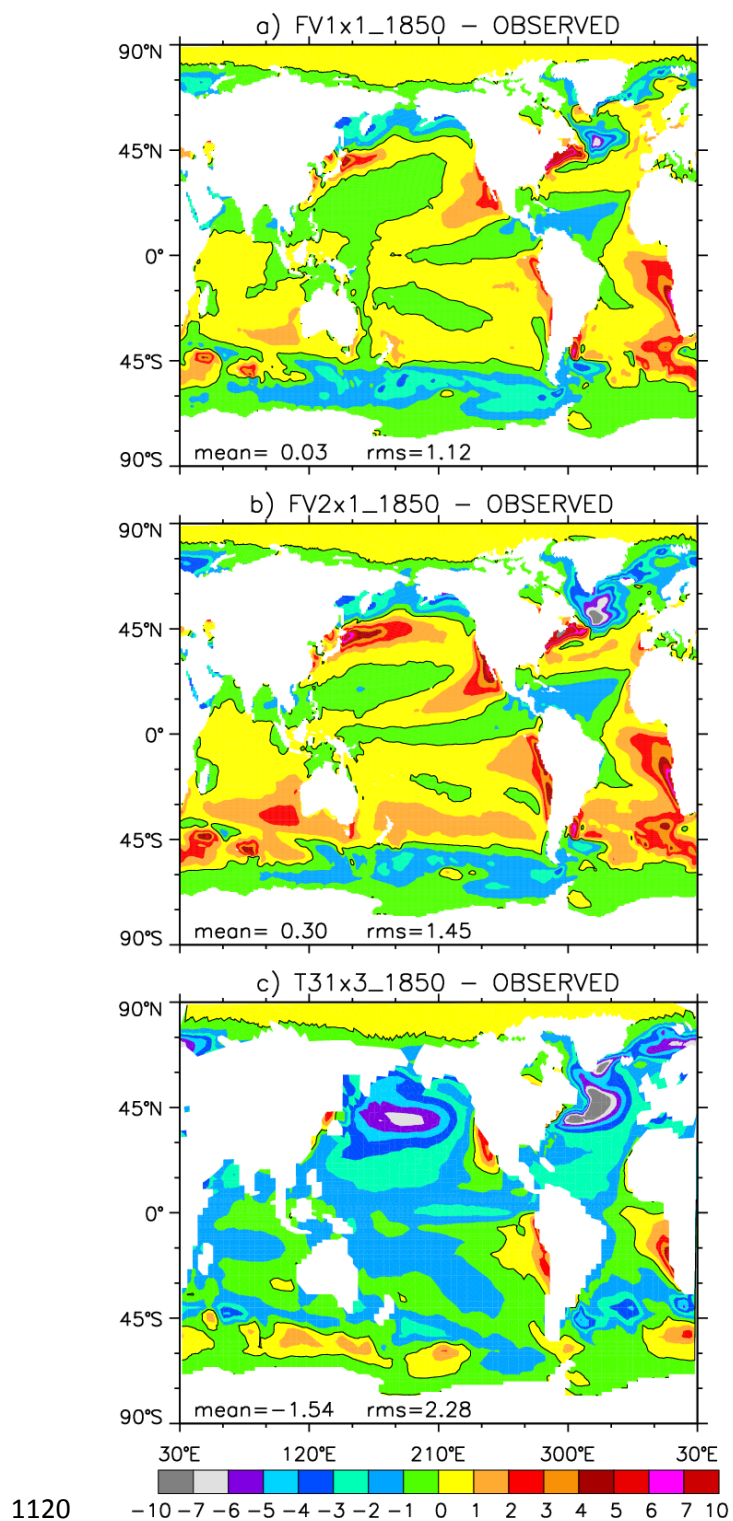 a) FV1x1_1850 – OBSERVED
90°N
45°N
0°
45°S
90°S
mean= 0.03 rms=1.12
b) FV2x1_1850 – OBSERVED
90°N
45°N
0°
45°S
90°S
mean= 0.30 rms=1.45
c) T31x3_1850 – OBSERVED
90°N
45°N
0°
45°S
90°S
mean=−1.54 rms=2.28
30°E 120°E 210°E 300°E 30°E
−10 −7 −6 −5 −4 −3 −2 −1 0 1 2 3 4 5 6 7 10
1120